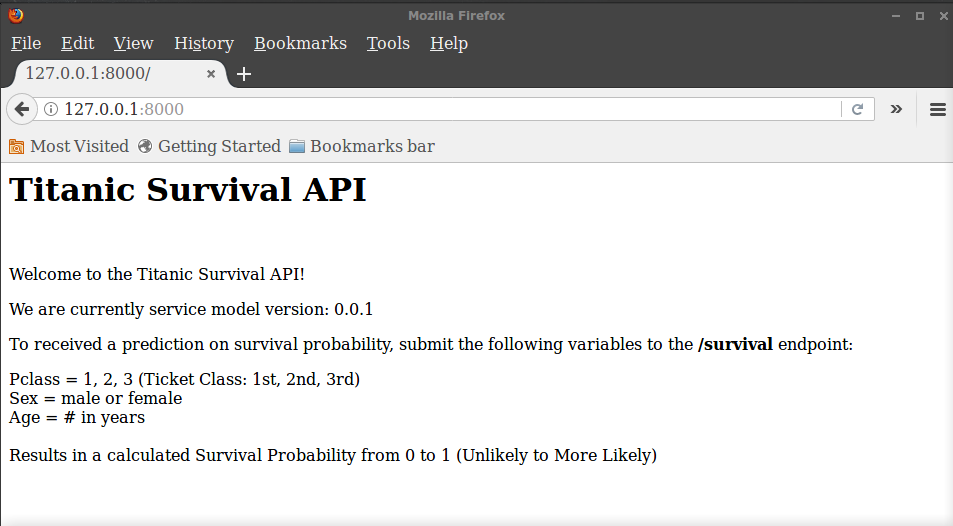 Mozilla Firefox
File Edit View History Bookmarks Tools Help
127.0.0.1:8000/
127.0.0.1:8000
Most Visited Getting Started Bookmarks bar
Titanic Survival API
Welcome to the Titanic Survival API!
We are currently service model version: 0.0.1
To received a prediction on survival probability, submit the following variables to the /survival endpoint:
Pclass = 1, 2, 3 (Ticket Class: 1st, 2nd, 3rd)
Sex = male or female
Age = # in years
Results in a calculated Survival Probability from 0 to 1 (Unlikely to More Likely)